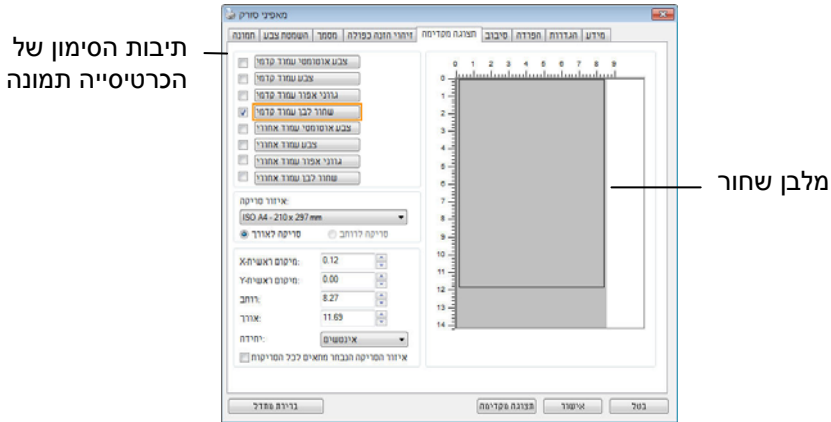 מאפיני סורק
תמונה
השמטת צבע
מסמך
זיהוי הזנה כפולה
תצוגה מקדימה
סיבוב
הפרדה
הגדרות
מידע
תיבות הסימון של
הכרטיסייה תמונה
צבע אוטומטי עמוד קדמי
צבע עמוד קדמי
גווני אפור עמוד קדמי
שחור לבן עמוד קדמי
צבע אוטומטי עמוד אחורי
צבע עמוד אחורי
גווני אפור עמוד אחורי
שחור לבן עמוד אחורי
איזור סריקה:
ISO A4 - 210 x 297 mm
סריקה לאורך
סריקה לרוחב
מיקום ראשית-X:
0.12
מיקום ראשית-Y:
0.00
רוחב:
8.27
אורך:
11.69
יחידה:
אינטשים
איזור הסריקה הנבחר מתאים לכל הסריקות
0 1 2 3 4 5 6 7 8 9
0
1
2
3
4
5
6
7
8
9
10
11
12
13
14
מלבן שחור
ברירת מחדל
תצוגה מקדימה
אישור
בטל